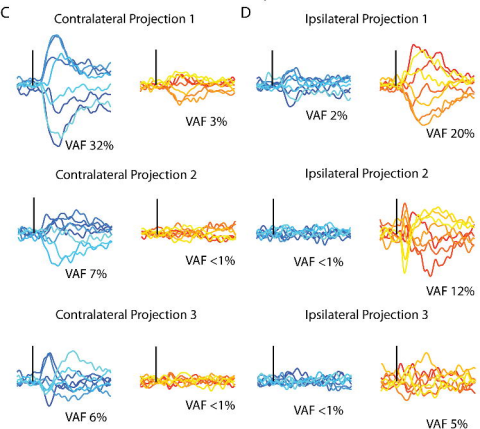 C Contralateral Projection 1 D Ipsilateral Projection 1
VAF 32% VAF 3% VAF 2% VAF 20%
Contralateral Projection 2 Ipsilateral Projection 2
VAF 7% VAF <1% VAF <1% VAF 12%
Contralateral Projection 3 Ipsilateral Projection 3
VAF 6% VAF <1% VAF <1% VAF 5%